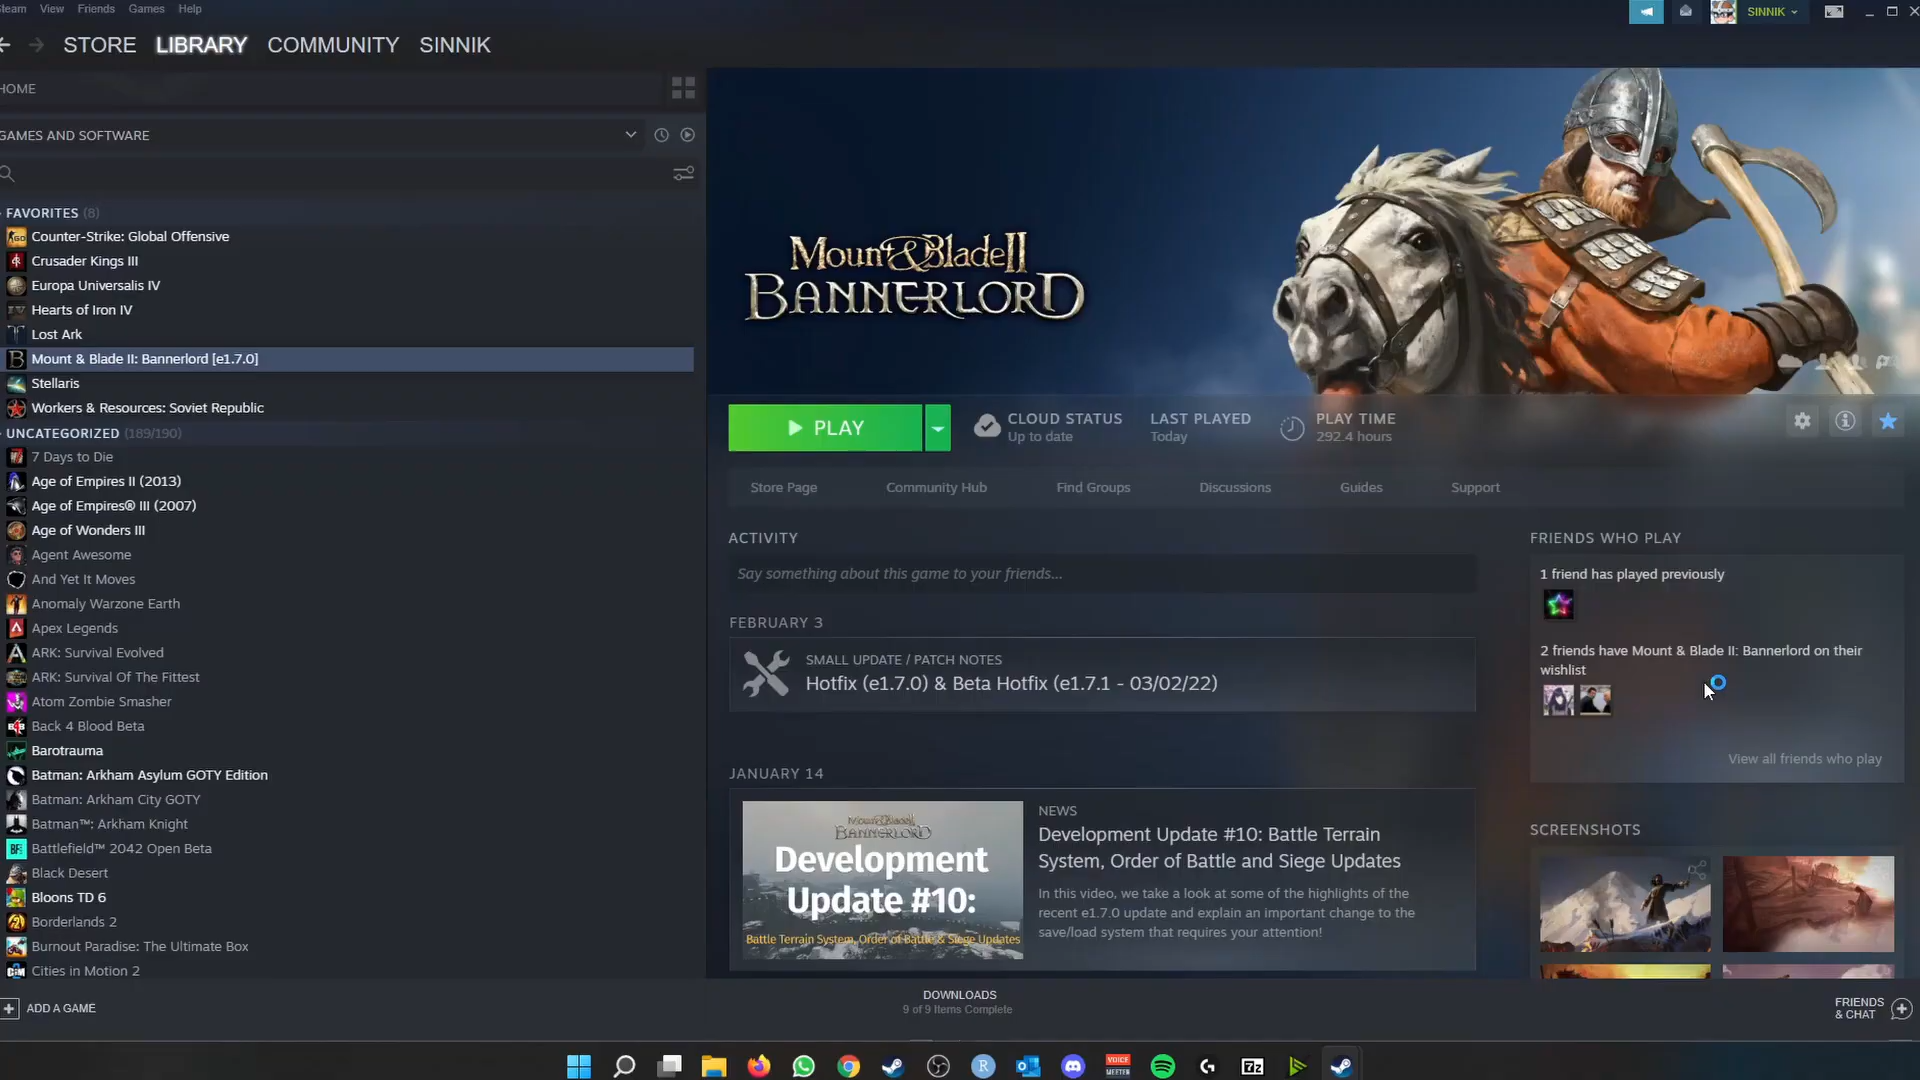 Steam View Friends Games Help
SINNIK
STORE LIBRARY COMMUNITY SINNIK
HOME
GAMES AND SOFTWARE
FAVORITES (8)
Counter-Strike: Global Offensive
Crusader Kings III
Europa Universalis IV
Hearts of Iron IV
Lost Ark
Mount & Blade II: Bannerlord [e1.7.0]
Stellaris
Workers & Resources: Soviet Republic
UNCATEGORIZED (189/190)
7 Days to Die
Age of Empires II (2013)
Age of Empires® III (2007)
Age of Wonders III
Agent Awesome
And Yet It Moves
Anomaly Warzone Earth
Apex Legends
ARK: Survival Evolved
ARK: Survival Of The Fittest
Atom Zombie Smasher
Back 4 Blood Beta
Barotrauma
Batman: Arkham Asylum GOTY Edition
Batman: Arkham City GOTY
Batman™: Arkham Knight
Battlefield™ 2042 Open Beta
Black Desert
Bloons TD 6
Borderlands 2
Burnout Paradise: The Ultimate Box
Cities in Motion 2
ADD A GAME
Mount & Blade II
BANNERLORD
PLAY
CLOUD STATUS
Up to date
LAST PLAYED
Today
PLAY TIME
292.4 hours
Store Page Community Hub Find Groups Discussions Guides Support
ACTIVITY
Say something about this game to your friends...
FEBRUARY 3
SMALL UPDATE / PATCH NOTES
Hotfix (e1.7.0) & Beta Hotfix (e1.7.1 - 03/02/22)
JANUARY 14
Mount & Blade II
BANNERLORD
Development
Update #10:
Battle Terrain System, Order of Battle & Siege Updates
NEWS
Development Update #10: Battle Terrain
System, Order of Battle and Siege Updates
In this video, we take a look at some of the highlights of the
recent e1.7.0 update and explain an important change to the
save/load system that requires your attention!
FRIENDS WHO PLAY
1 friend has played previously
2 friends have Mount & Blade II: Bannerlord on their
wishlist
View all friends who play
SCREENSHOTS
DOWNLOADS
9 of 9 Items Complete
FRIENDS
& CHAT
VOICE
MEETER
R
7z